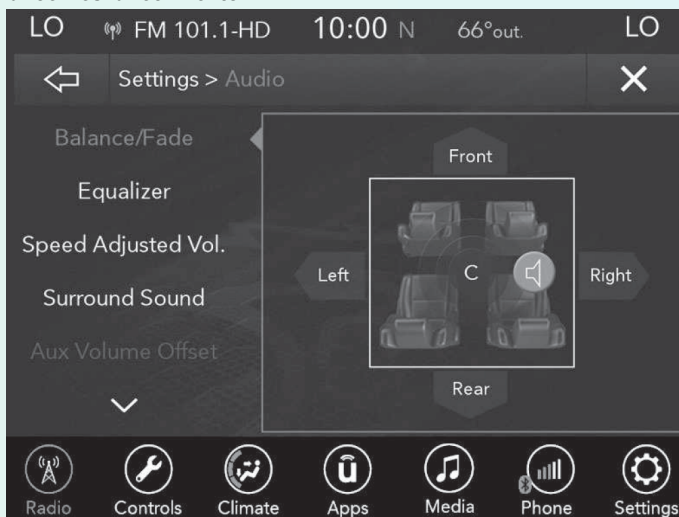 LO FM 101.1-HD 10:00 N 66°out. LO
Settings > Audio
Balance/Fade
Equalizer
Speed Adjusted Vol.
Surround Sound
Aux Volume Offset
Front
Left
C
Right
Rear
Radio Controls Climate Apps Media Phone Settings